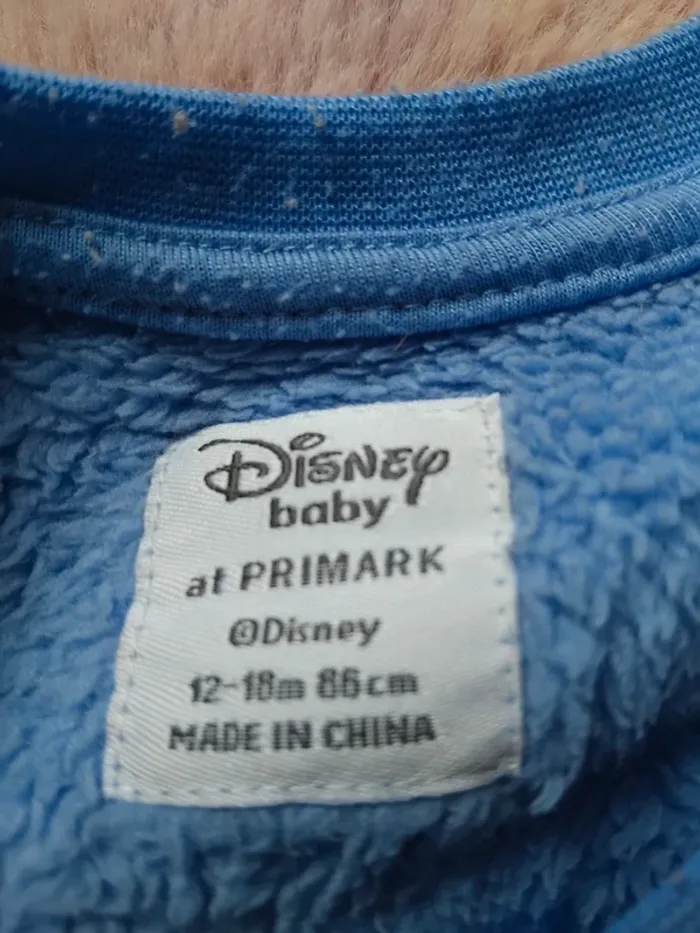 Disney
baby
at PRIMARK
©Disney
12-18m 86cm
MADE IN CHINA